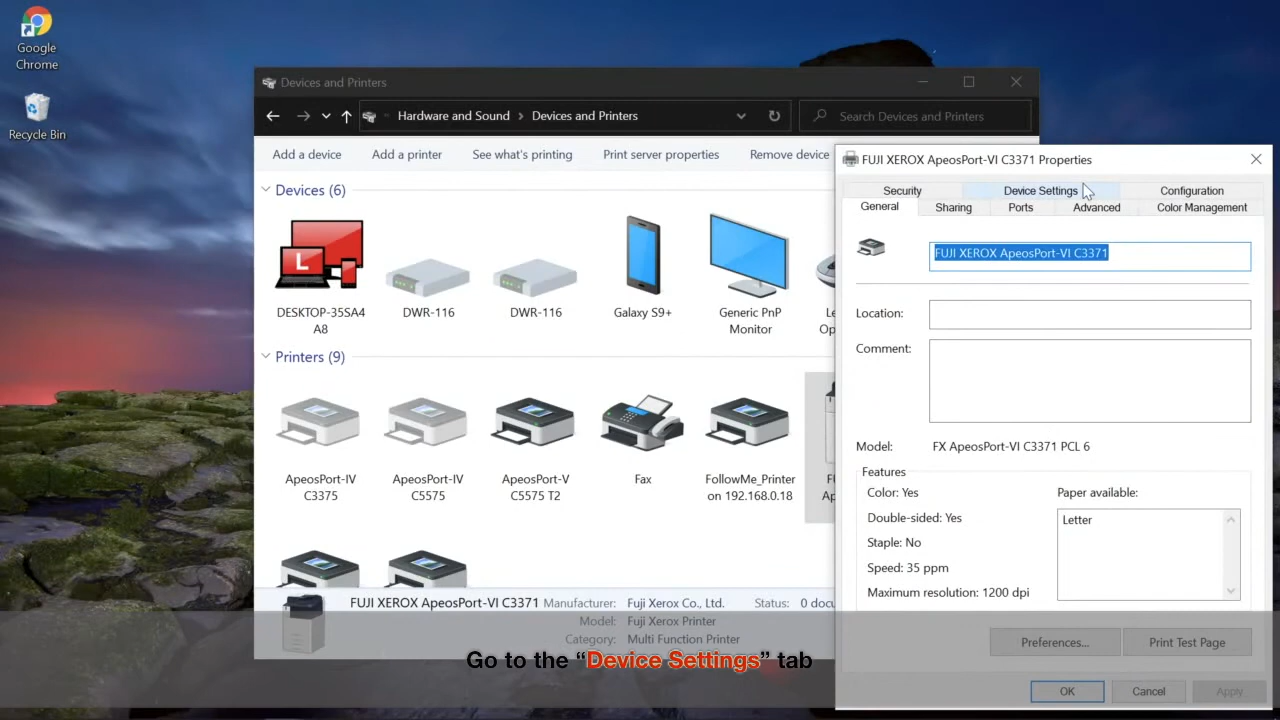 Google
Chrome
Recycle Bin
Devices and Printers
Hardware and Sound > Devices and Printers
Search Devices and Printers
Add a device
Add a printer
See what's printing
Print server properties
Remove device
Devices (6)
L
DESKTOP-35SA4
A8
DWR-116
DWR-116
Galaxy S9+
Generic PnP
Monitor
Le
Op
Printers (9)
ApeosPort-IV
C3375
ApeosPort-IV
C5575
ApeosPort-V
C5575 T2
Fax
FollowMe_Printer
on 192.168.0.18
Ap
FUJI XEROX ApeosPort-VI C3371
Manufacturer: Fuji Xerox Co., Ltd.
Status: 0 docu
Model: Fuji Xerox Printer
Category: Multi Function Printer
FUJI XEROX ApeosPort-VI C3371 Properties
Security
Device Settings
Configuration
General
Sharing
Ports
Advanced
Color Management
FUJI XEROX ApeosPort-VI C3371
Location:
Comment:
Model: FX ApeosPort-VI C3371 PCL 6
Features
Color: Yes
Double-sided: Yes
Staple: No
Speed: 35 ppm
Maximum resolution: 1200 dpi
Paper available:
Letter
Preferences...
Print Test Page
OK
Cancel
Apply
Go to the “Device Settings” tab